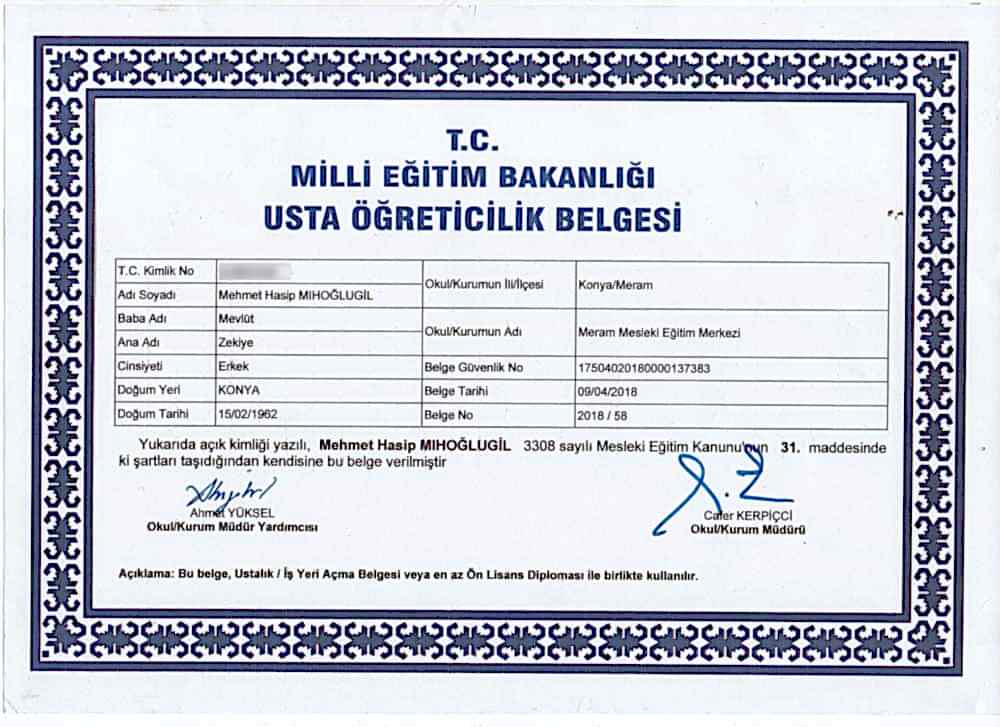 T.C.
MİLLİ EĞİTİM BAKANLIĞI
USTA ÖĞRETİCİLİK BELGESİ
T.C. Kimlik No
Adı Soyadı Mehmet Hasip MIHOĞLUGİL
Baba Adı Mevlüt
Ana Adı Zekiye
Cinsiyeti Erkek
Doğum Yeri KONYA
Doğum Tarihi 15/02/1962
Okul/Kurumun İli/İlçesi Konya/Meram
Okul/Kurumun Adı Meram Mesleki Eğitim Merkezi
Belge Güvenlik No 17504020180000137383
Belge Tarihi 09/04/2018
Belge No 2018 / 58
Yukarıda açık kimliği yazılı, Mehmet Hasip MIHOĞLUGİL 3308 sayılı Mesleki Eğitim Kanunu'nun 31. maddesinde
ki şartları taşıdığından kendisine bu belge verilmiştir
Ahmet YÜKSEL
Okul/Kurum Müdür Yardımcısı
Cafer KERPİÇCİ
Okul/Kurum Müdürü
Açıklama: Bu belge, Ustalık / İş Yeri Açma Belgesi veya en az Ön Lisans Diploması ile birlikte kullanılır.